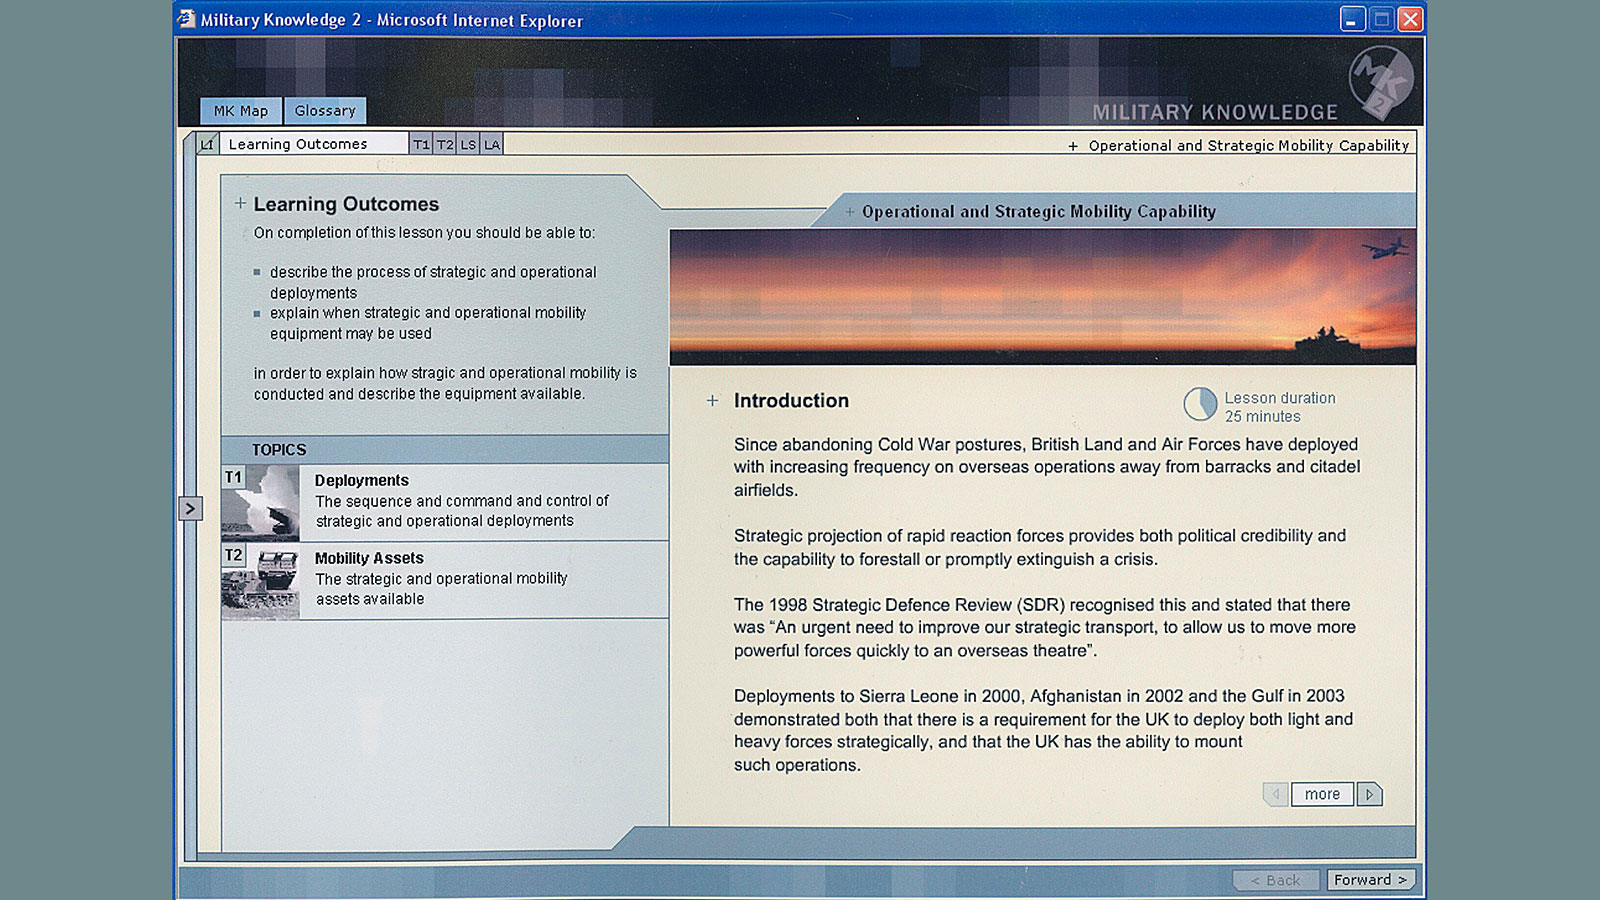 Military Knowledge 2 - Microsoft Internet Explorer
MK 2
MK Map Glossary
MILITARY KNOWLEDGE
LI Learning Outcomes T1 T2 LS LA
+ Operational and Strategic Mobility Capability
+ Learning Outcomes
On completion of this lesson you should be able to:
describe the process of strategic and operational
deployments
explain when strategic and operational mobility
equipment may be used
in order to explain how stragic and operational mobility is
conducted and describe the equipment available.
TOPICS
T1
Deployments
The sequence and command and control of
strategic and operational deployments
T2
Mobility Assets
The strategic and operational mobility
assets available
>
+ Operational and Strategic Mobility Capability
+ Introduction
Lesson duration
25 minutes
Since abandoning Cold War postures, British Land and Air Forces have deployed
with increasing frequency on overseas operations away from barracks and citadel
airfields.
Strategic projection of rapid reaction forces provides both political credibility and
the capability to forestall or promptly extinguish a crisis.
The 1998 Strategic Defence Review (SDR) recognised this and stated that there
was “An urgent need to improve our strategic transport, to allow us to move more
powerful forces quickly to an overseas theatre”.
Deployments to Sierra Leone in 2000, Afghanistan in 2002 and the Gulf in 2003
demonstrated both that there is a requirement for the UK to deploy both light and
heavy forces strategically, and that the UK has the ability to mount
such operations.
more
< Back Forward >